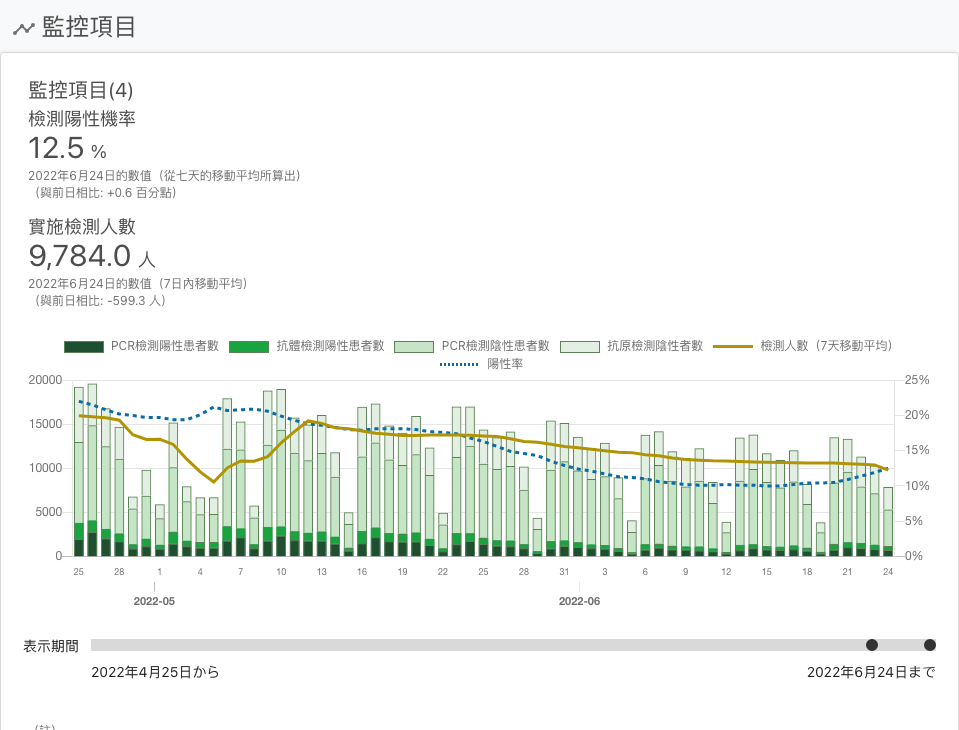 監控項目
監控項目(4)
檢測陽性機率
12.5 %
2022年6月24日的數值（從七天的移動平均所算出）
（與前日相比: +0.6 百分點）
實施檢測人數
9,784.0 人
2022年6月24日的數值（7日內移動平均）
（與前日相比: -599.3 人）
PCR檢測陽性患者數 抗體檢測陽性患者數 PCR檢測陰性患者數 抗原檢測陰性者數 檢測人數（7天移動平均）
陽性率
20000 25%
20%
15000
15%
10000
10%
5000
5%
0 0%
25 28 1 4 7 10 13 16 19 22 25 28 31 3 6 9 12 15 18 21 24
2022-05 2022-06
表示期間
2022年4月25日から 2022年6月24日まで
（註）